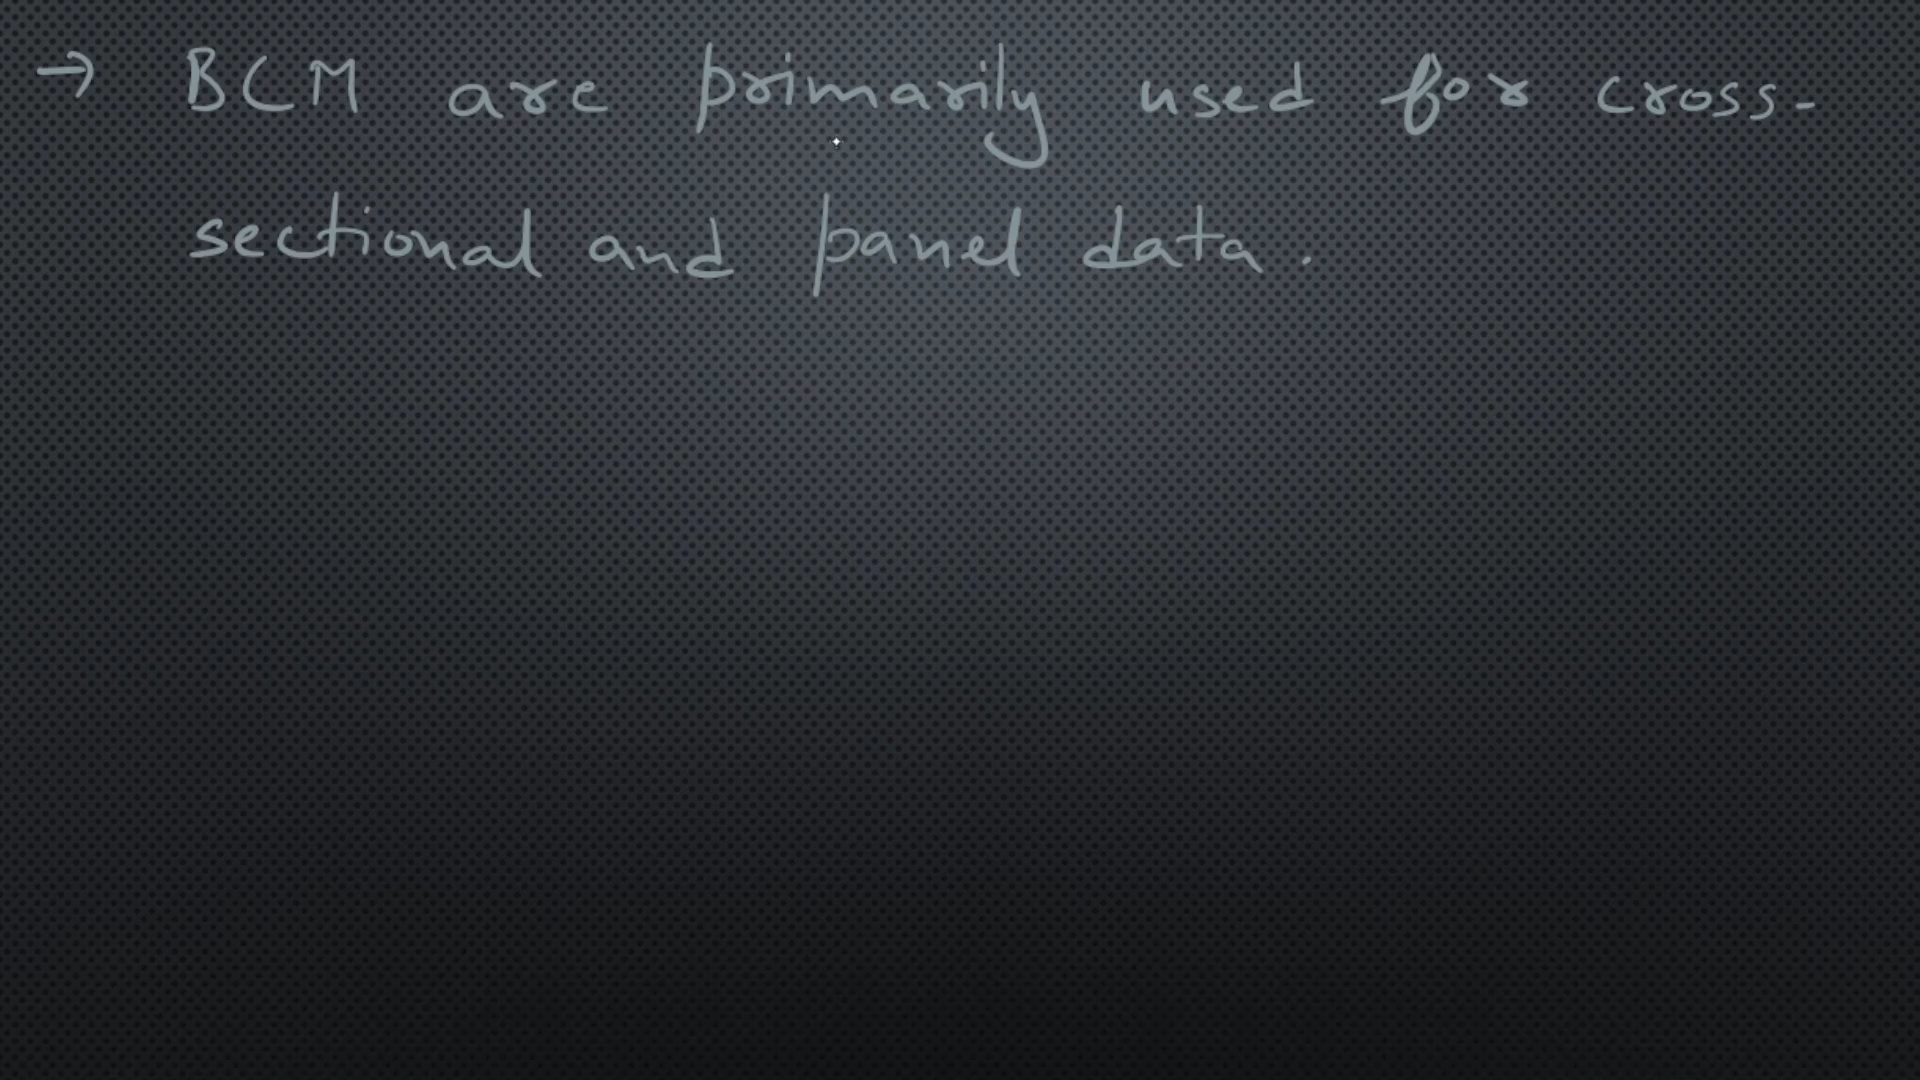 → BCM are primarily used for cross-
sectional and panel data.